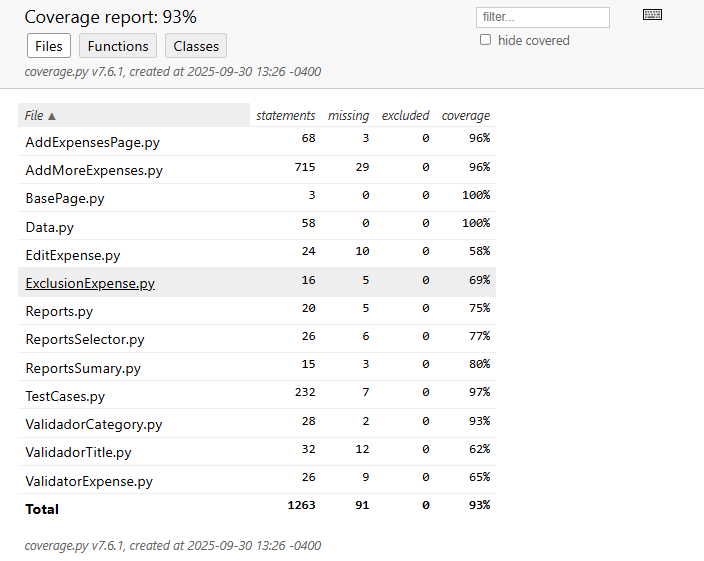 Coverage report: 93%
filter...
hide covered
Files Functions Classes
coverage.py v7.6.1, created at 2025-09-30 13:26 -0400
File ▲ statements missing excluded coverage
AddExpensesPage.py 68 3 0 96%
AddMoreExpenses.py 715 29 0 96%
BasePage.py 3 0 0 100%
Data.py 58 0 0 100%
EditExpense.py 24 10 0 58%
ExclusionExpense.py 16 5 0 69%
Reports.py 20 5 0 75%
ReportsSelector.py 26 6 0 77%
ReportsSumary.py 15 3 0 80%
TestCases.py 232 7 0 97%
ValidadorCategory.py 28 2 0 93%
ValidadorTitle.py 32 12 0 62%
ValidatorExpense.py 26 9 0 65%
Total 1263 91 0 93%
coverage.py v7.6.1, created at 2025-09-30 13:26 -0400